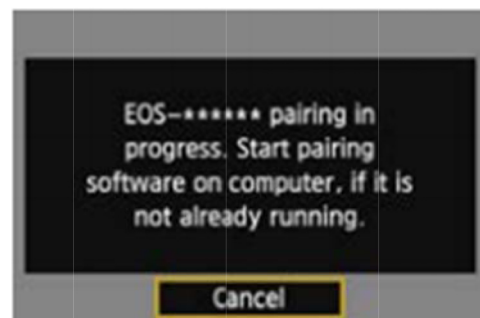 EOS-****** pairing in
progress. Start pairing
software on computer, if it is
not already running.
Cancel